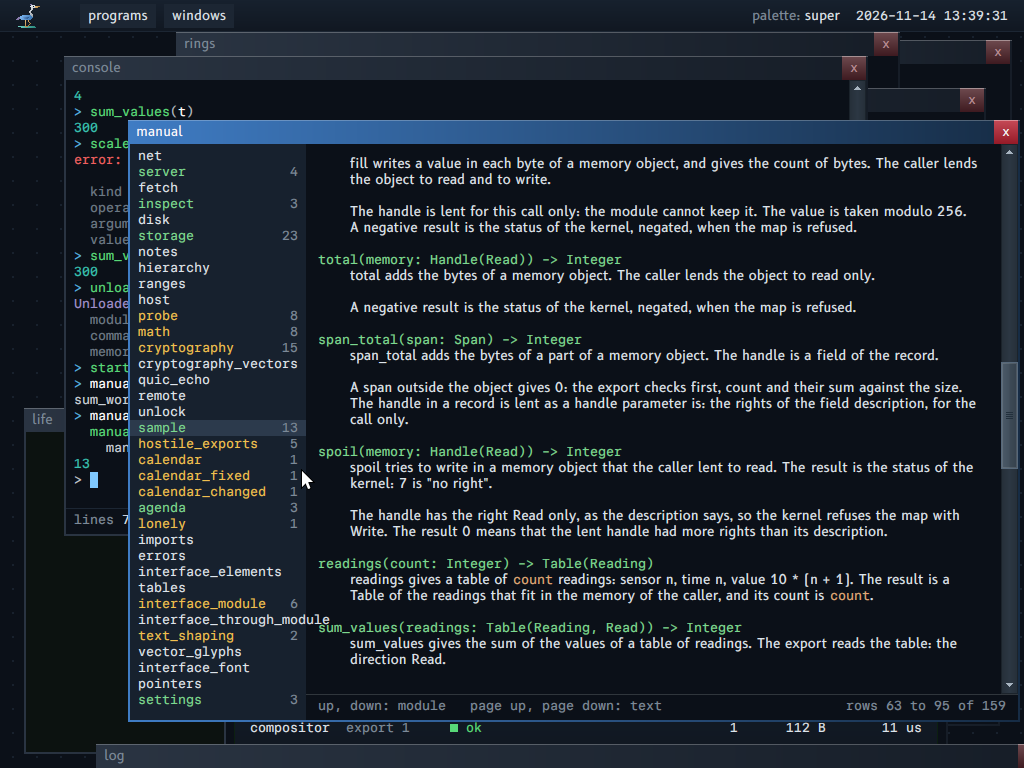 programs windows palette: super 2026-11-14 13:39:31
rings x
x
console x
x
4
> sum_values(t)
300
> scale
error:
kind
opera
argum
value
> sum_v
300
> unloa
Unloade
modul
comma
memor
> start
> manua
sum_wor
> manua
manua
man
13
>
lines 7
life
manual x
net
server 4
fetch
inspect 3
disk
storage 23
notes
hierarchy
ranges
host
probe 8
math 8
cryptography 15
cryptography_vectors
quic_echo
remote
unlock
sample 13
hostile_exports 5
calendar 1
calendar_fixed 1
calendar_changed 1
agenda 3
lonely 1
imports
errors
interface_elements
tables
interface_module 6
interface_through_module
text_shaping 2
vector_glyphs
interface_font
pointers
settings 3
fill writes a value in each byte of a memory object, and gives the count of bytes. The caller lends
the object to read and to write.
The handle is lent for this call only: the module cannot keep it. The value is taken modulo 256.
A negative result is the status of the kernel, negated, when the map is refused.
total(memory: Handle(Read)) -> Integer
total adds the bytes of a memory object. The caller lends the object to read only.
A negative result is the status of the kernel, negated, when the map is refused.
span_total(span: Span) -> Integer
span_total adds the bytes of a part of a memory object. The handle is a field of the record.
A span outside the object gives 0: the export checks first, count and their sum against the size.
The handle in a record is lent as a handle parameter is: the rights of the field description, for the
call only.
spoil(memory: Handle(Read)) -> Integer
spoil tries to write in a memory object that the caller lent to read. The result is the status of the
kernel: 7 is "no right".
The handle has the right Read only, as the description says, so the kernel refuses the map with
Write. The result 0 means that the lent handle had more rights than its description.
readings(count: Integer) -> Table(Reading)
readings gives a table of count readings: sensor n, time n, value 10 * [n + 1]. The result is a
Table of the readings that fit in the memory of the caller, and its count is count.
sum_values(readings: Table(Reading, Read)) -> Integer
sum_values gives the sum of the values of a table of readings. The export reads the table: the
direction Read.
up, down: module page up, page down: text rows 63 to 95 of 159
compositor export 1 ok 1 112 B 11 us
log